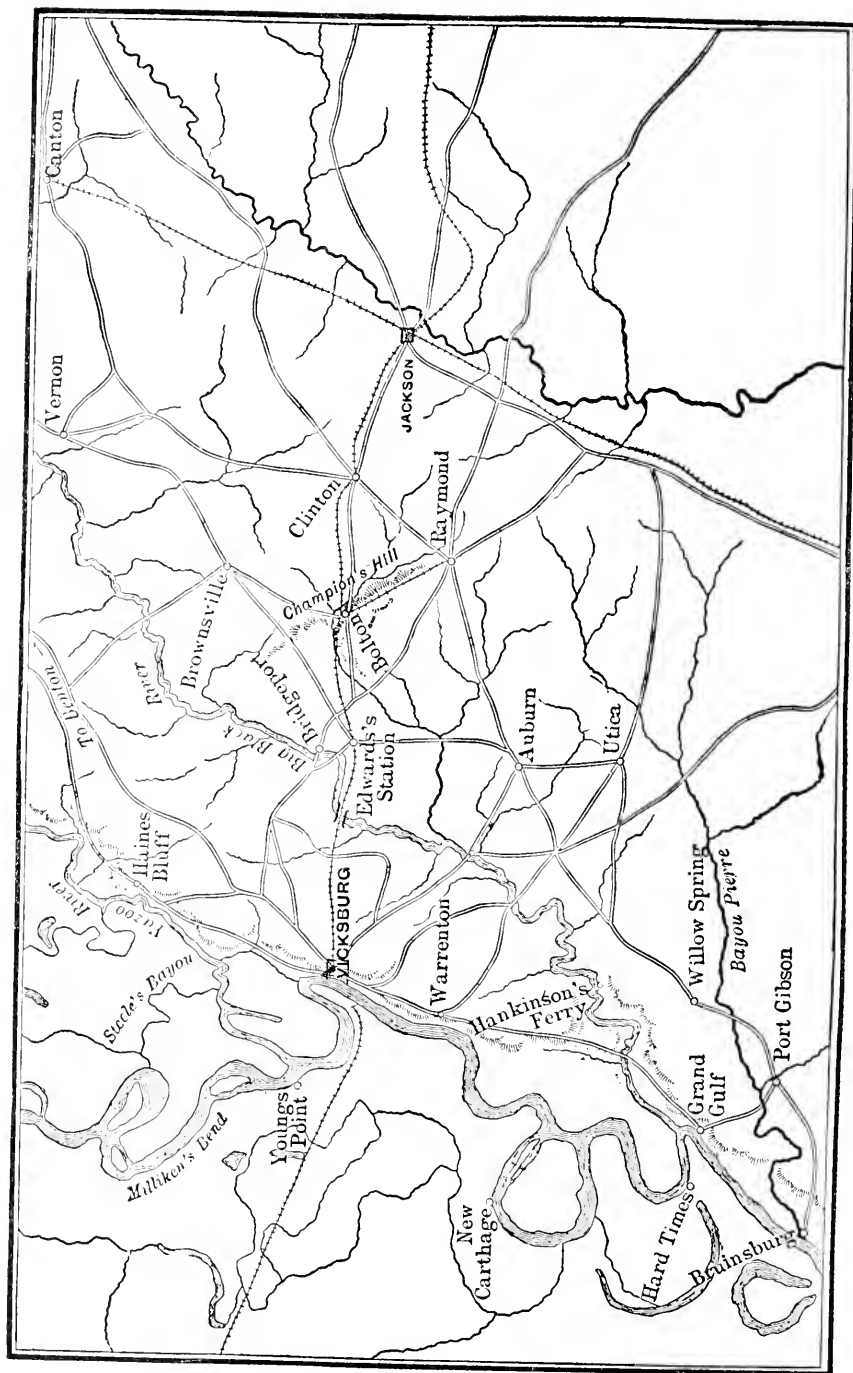 Canton
Vernon
To Benton
River
Haines
Bluff
Yazoo
River
Brownsville
Big Black
River
Bridgeport
Clinton
Champion's Hill
Bolton
JACKSON
Raymond
Edwards's
Station
VICKSBURG
Steele's Bayou
Milliken's Bend
Youngs
Point
Warrenton
Auburn
Utica
Hankinson's
Ferry
New
Carthage
Hard Times
Grand
Gulf
Willow Spring
Bayou Pierre
Port Gibson
Bruinsburg